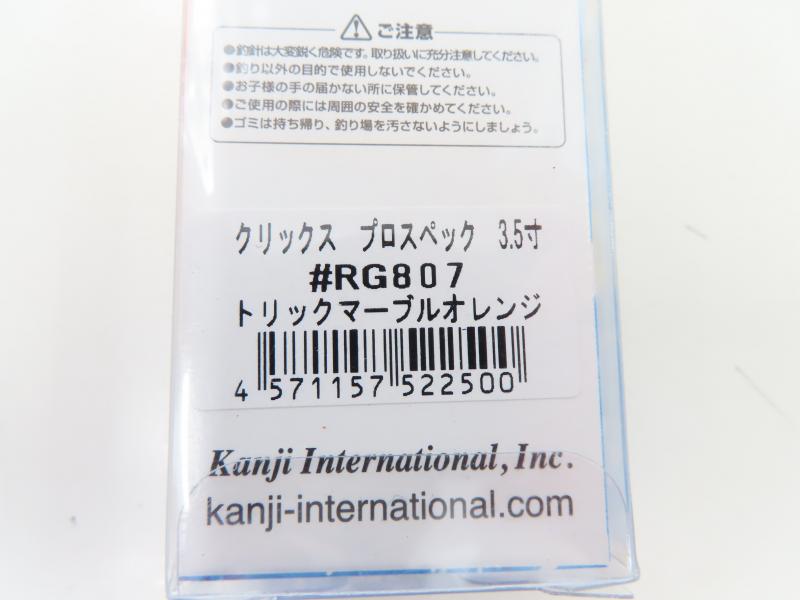 ご注意
●釣針は大変鋭く危険です。取り扱いに充分注意してください。
●釣り以外の目的で使用しないでください。
●お子様の手の届かない所に保管してください。
●ご使用の際には周囲の安全を確かめてください。
●ゴミは持ち帰り、釣り場を汚さないようにしましょう。
クリックス プロスペック 3.5寸
#RG807
トリックマーブルオレンジ
4 571157 522500
Kanji International, Inc.
kanji-international.com